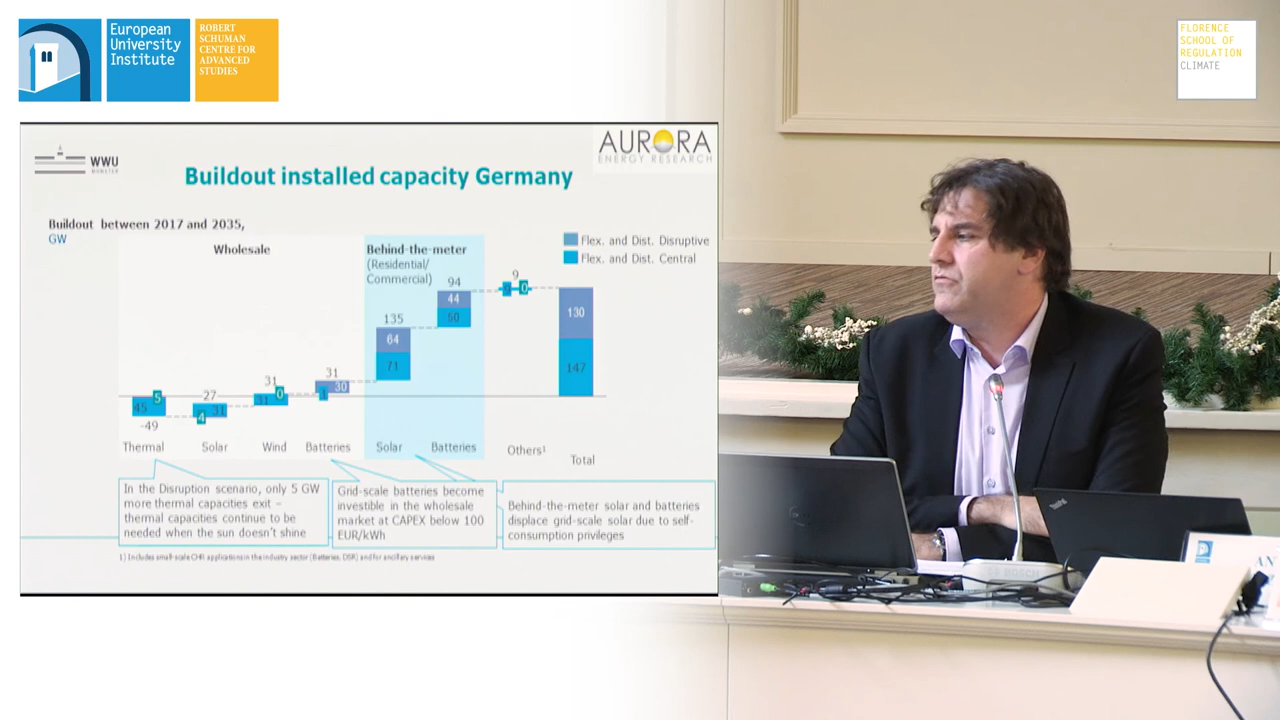 European
University
Institute
ROBERT
SCHUMAN
CENTRE FOR
ADVANCED
STUDIES
FLORENCE
SCHOOL OF
REGULATION
CLIMATE
WWU
MÜNSTER
AURORA
ENERGY RESEARCH
Buildout installed capacity Germany
Buildout between 2017 and 2035,
GW
Wholesale
Behind-the-meter
(Residential/
Commercial)
Flex. and Dist. Disruptive
Flex. and Dist. Central
45
5
-49
27
4
31
31
31
0
31
30
1
135
64
71
94
44
50
9
0
130
147
Thermal
Solar
Wind
Batteries
Solar
Batteries
Others¹
Total
In the Disruption scenario, only 5 GW
more thermal capacities exit –
thermal capacities continue to be
needed when the sun doesn't shine
Grid-scale batteries become
investible in the wholesale
market at CAPEX below 100
EUR/kWh
Behind-the-meter solar and batteries
displace grid-scale solar due to self-
consumption privileges
1) Includes small-scale CHP, applications in the industry sector (Batteries, DSR) and for ancillary services
ThinkPad
BOSCH